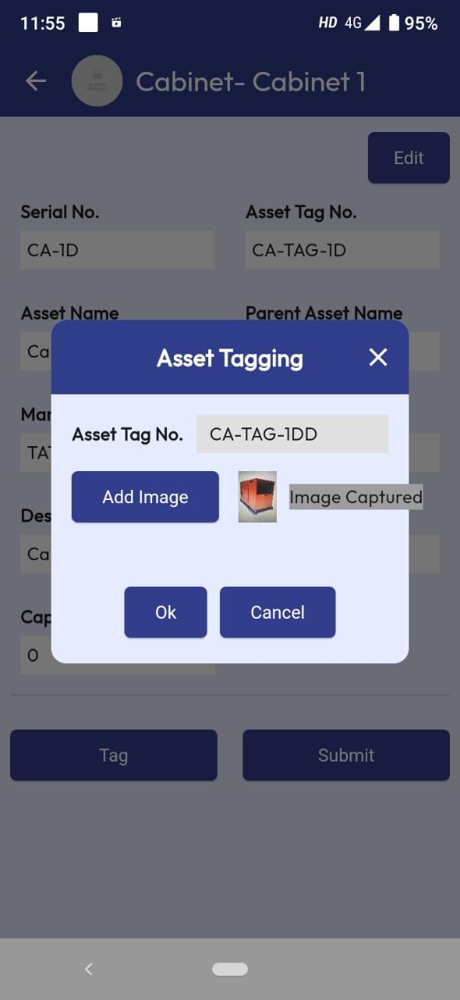 11:55 HD 4G 95%
Cabinet- Cabinet 1
Edit
Serial No. Asset Tag No.
CA-1D CA-TAG-1D
Asset Name Parent Asset Name
Ca
Asset Tagging
Mar
Asset Tag No. CA-TAG-1DD
TAT
Add Image Image Captured
Des
Ca
Cap
Ok Cancel
0
Tag Submit